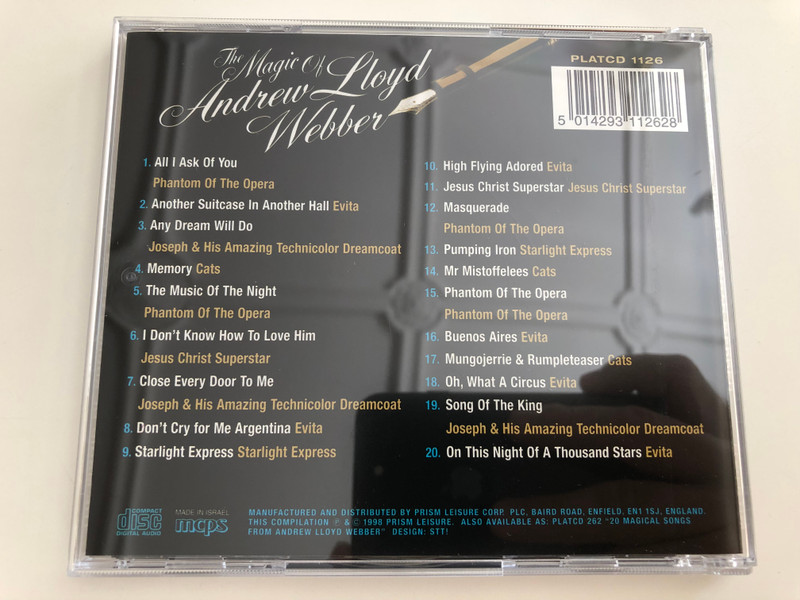 The Magic Of
Andrew Lloyd
Webber
PLATCD 1126
5 014293 112628
1. All I Ask Of You
Phantom Of The Opera
2. Another Suitcase In Another Hall Evita
3. Any Dream Will Do
Joseph & His Amazing Technicolor Dreamcoat
4. Memory Cats
5. The Music Of The Night
Phantom Of The Opera
6. I Don't Know How To Love Him
Jesus Christ Superstar
7. Close Every Door To Me
Joseph & His Amazing Technicolor Dreamcoat
8. Don't Cry for Me Argentina Evita
9. Starlight Express Starlight Express
10. High Flying Adored Evita
11. Jesus Christ Superstar Jesus Christ Superstar
12. Masquerade
Phantom Of The Opera
13. Pumping Iron Starlight Express
14. Mr Mistoffelees Cats
15. Phantom Of The Opera
Phantom Of The Opera
16. Buenos Aires Evita
17. Mungojerrie & Rumpleteaser Cats
18. Oh, What A Circus Evita
19. Song Of The King
Joseph & His Amazing Technicolor Dreamcoat
20. On This Night Of A Thousand Stars Evita
COMPACT
disc
DIGITAL AUDIO
MADE IN ISRAEL
mcps
MANUFACTURED AND DISTRIBUTED BY PRISM LEISURE CORP. PLC, BAIRD ROAD, ENFIELD, EN1 1SJ, ENGLAND.
THIS COMPILATION ℗ & © 1998 PRISM LEISURE. ALSO AVAILABLE AS: PLATCD 262 "20 MAGICAL SONGS
FROM ANDREW LLOYD WEBBER" DESIGN: STT!